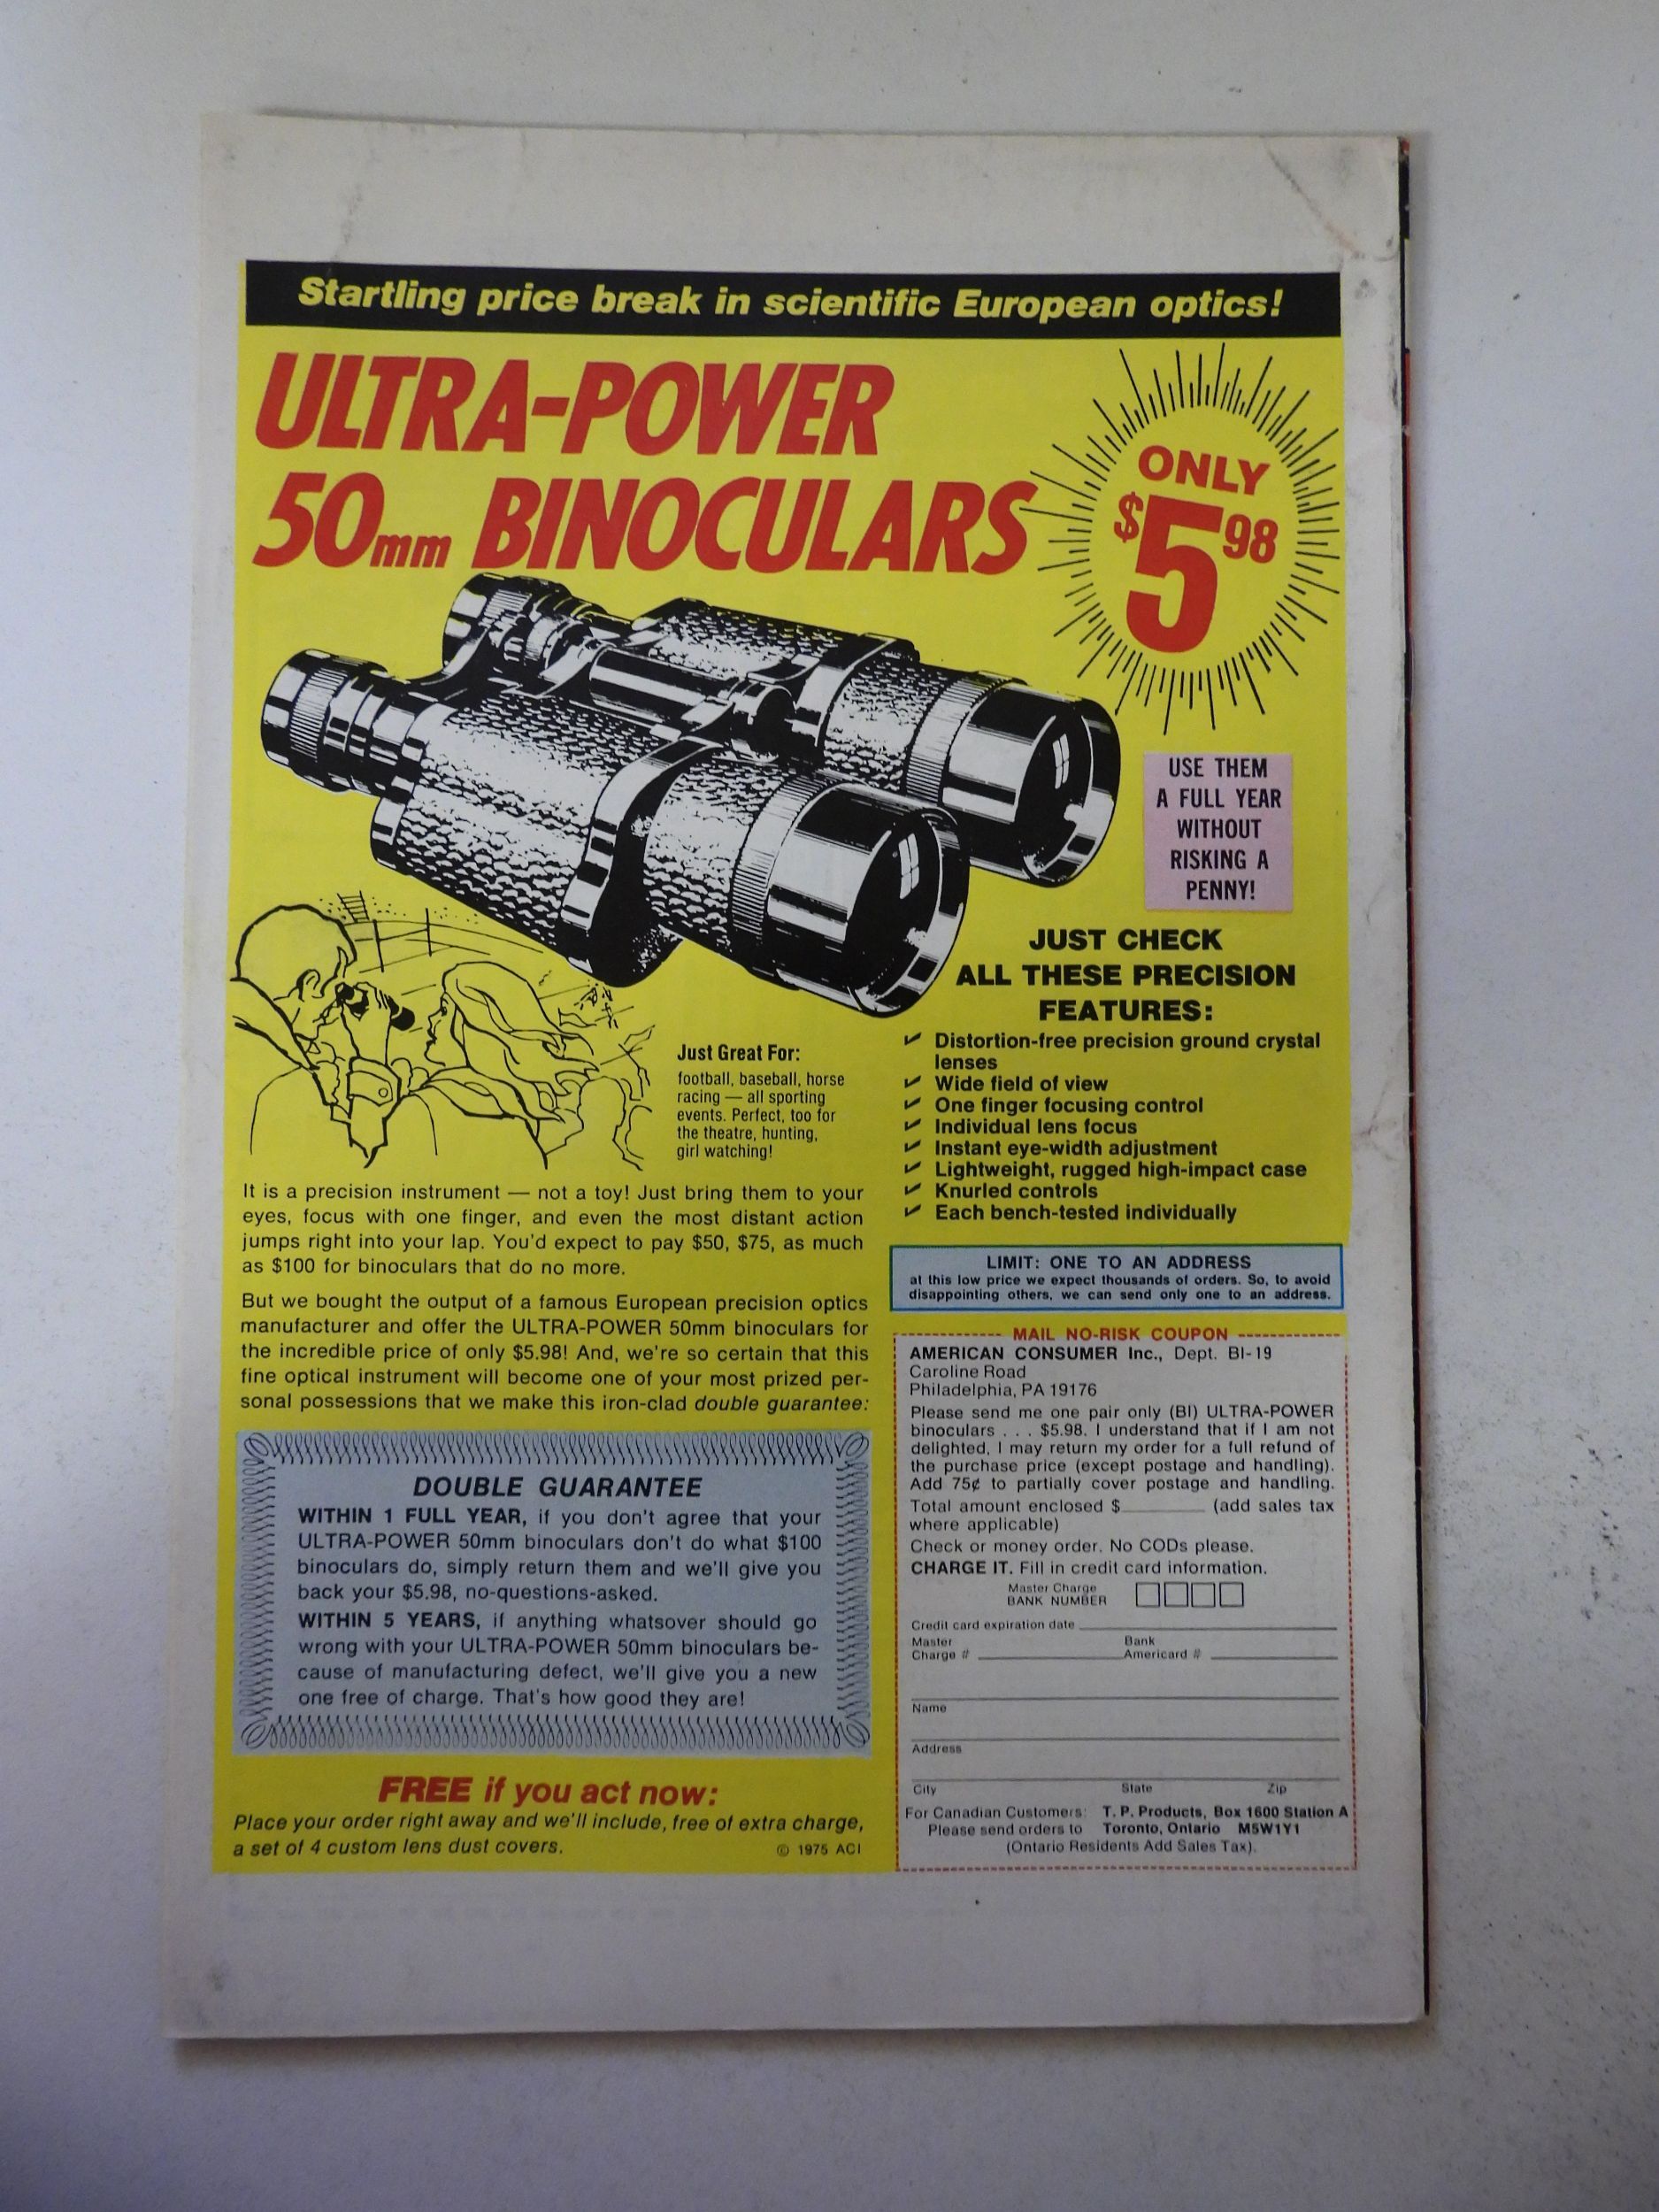 Startling price break in scientific European optics!
ULTRA-POWER
50mm BINOCULARS
ONLY
$5 98
USE THEM
A FULL YEAR
WITHOUT
RISKING A
PENNY!
JUST CHECK
ALL THESE PRECISION
FEATURES:
✓ Distortion-free precision ground crystal
lenses
✓ Wide field of view
✓ One finger focusing control
✓ Individual lens focus
✓ Instant eye-width adjustment
✓ Lightweight, rugged high-impact case
✓ Knurled controls
✓ Each bench-tested individually
Just Great For:
football, baseball, horse
racing — all sporting
events. Perfect, too for
the theatre, hunting,
girl watching!
It is a precision instrument — not a toy! Just bring them to your
eyes, focus with one finger, and even the most distant action
jumps right into your lap. You'd expect to pay $50, $75, as much
as $100 for binoculars that do no more.
But we bought the output of a famous European precision optics
manufacturer and offer the ULTRA-POWER 50mm binoculars for
the incredible price of only $5.98! And, we're so certain that this
fine optical instrument will become one of your most prized per-
sonal possessions that we make this iron-clad double guarantee:
DOUBLE GUARANTEE
WITHIN 1 FULL YEAR, if you don't agree that your
ULTRA-POWER 50mm binoculars don't do what $100
binoculars do, simply return them and we'll give you
back your $5.98, no-questions-asked.
WITHIN 5 YEARS, if anything whatsover should go
wrong with your ULTRA-POWER 50mm binoculars be-
cause of manufacturing defect, we'll give you a new
one free of charge. That's how good they are!
FREE if you act now:
Place your order right away and we'll include, free of extra charge,
a set of 4 custom lens dust covers.
© 1975 ACI
LIMIT: ONE TO AN ADDRESS
at this low price we expect thousands of orders. So, to avoid
disappointing others, we can send only one to an address.
MAIL NO-RISK COUPON
AMERICAN CONSUMER Inc., Dept. BI-19
Caroline Road
Philadelphia, PA 19176
Please send me one pair only (BI) ULTRA-POWER
binoculars . . . $5.98. I understand that if I am not
delighted, I may return my order for a full refund of
the purchase price (except postage and handling).
Add 75¢ to partially cover postage and handling.
Total amount enclosed $________ (add sales tax
where applicable)
Check or money order. No CODs please.
CHARGE IT. Fill in credit card information.
Master Charge
BANK NUMBER
Credit card expiration date
Master Bank
Charge # Americard #
Name
Address
City State Zip
For Canadian Customers: T. P. Products, Box 1600 Station A
Please send orders to Toronto, Ontario M5W1Y1
(Ontario Residents Add Sales Tax).